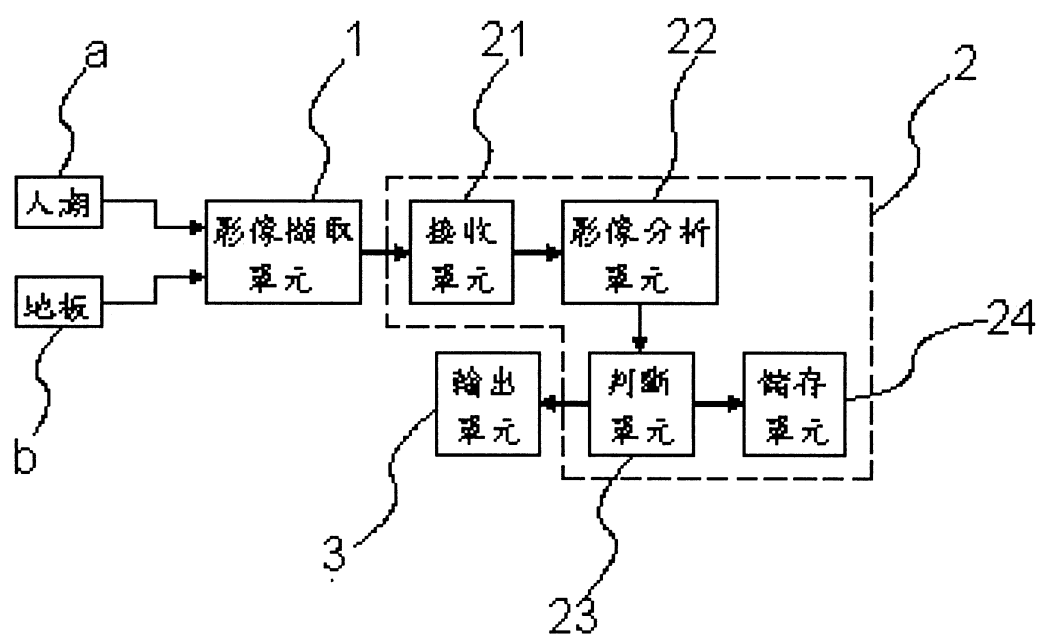 a
1
21
22
2
人潮
影像擷取
單元
接收
單元
影像分析
單元
地板
24
輸出
單元
判斷
單元
儲存
單元
b
3
23